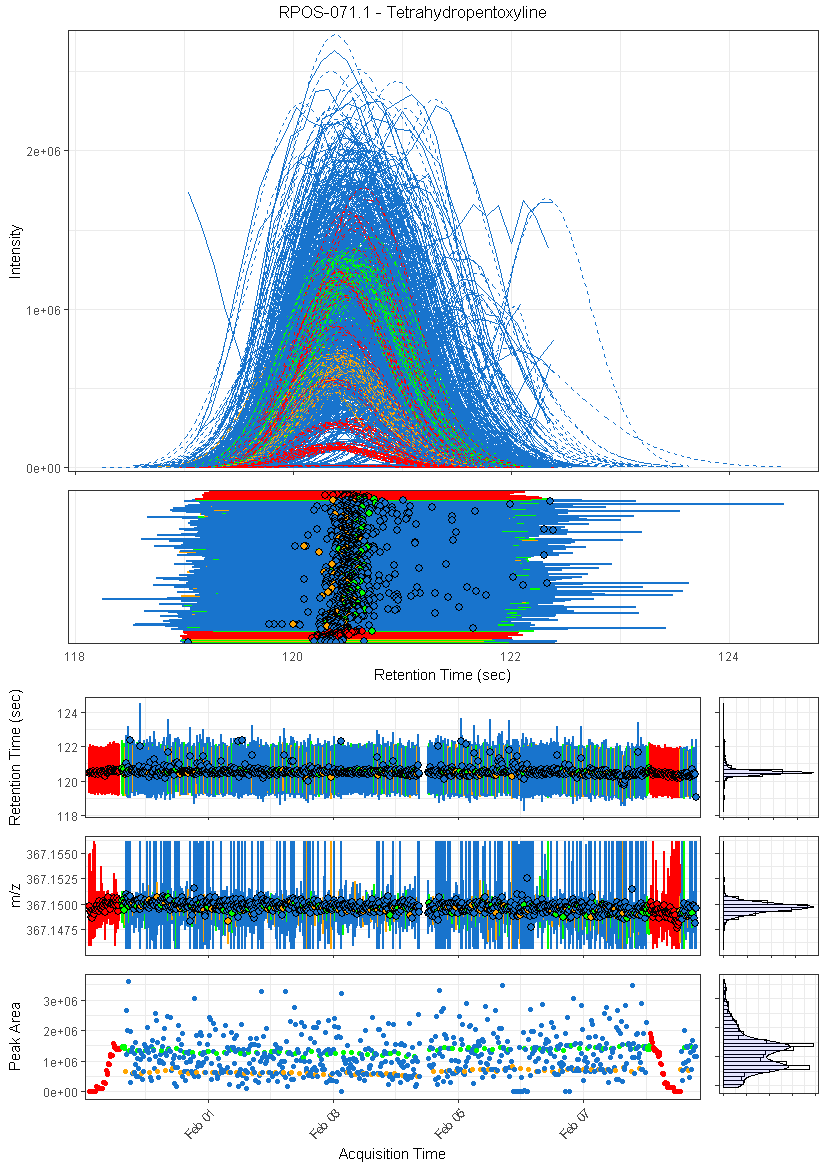 RPOS-071.1 - Tetrahydropentoxyline
Intensity
2e+06
1e+06
0e+00
118
120
122
124
Retention Time (sec)
Retention Time (sec)
124
122
120
118
m/z
367.1550
367.1525
367.1500
367.1475
Peak Area
3e+06
2e+06
1e+06
0e+00
Feb 01
Feb 03
Feb 05
Feb 07
Acquisition Time